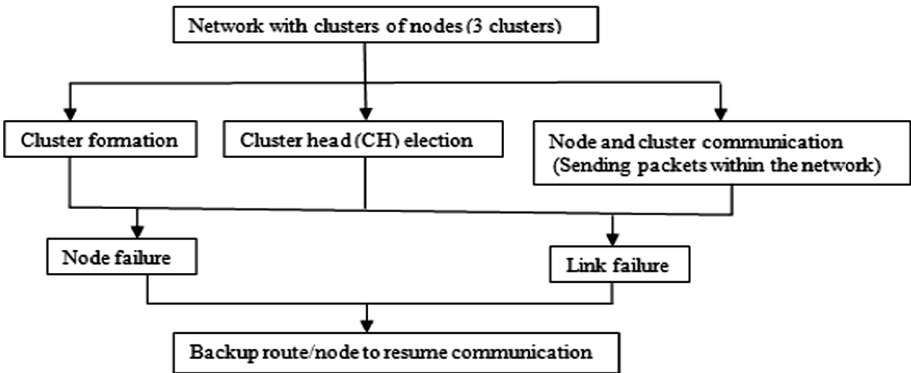 Network with clusters of nodes (3 clusters)
Cluster formation
Cluster head (CH) election
Node and cluster communication
(Sending packets within the network)
Node failure
Link failure
Backup route/node to resume communication